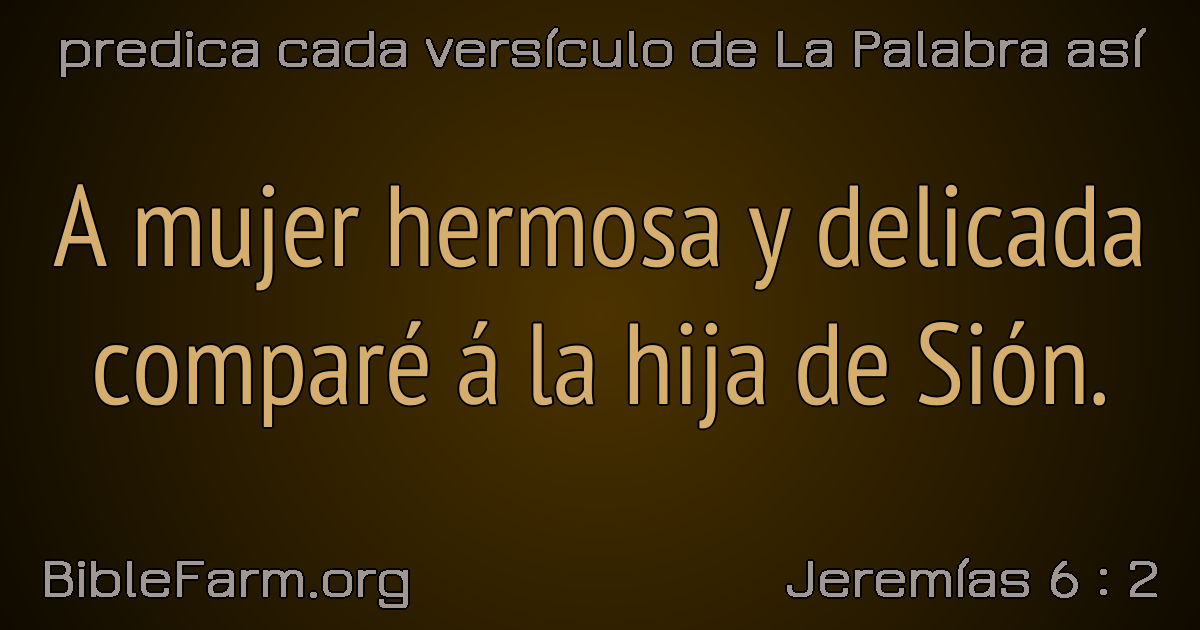 predica cada versículo de La Palabra así
A mujer hermosa y delicada
comparé á la hija de Sión.
BibleFarm.org
Jeremías 6 : 2